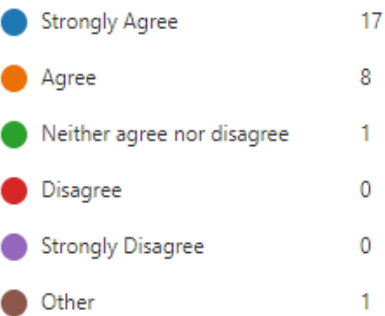 Strongly Agree 17
Agree 8
Neither agree nor disagree 1
Disagree 0
Strongly Disagree 0
Other 1